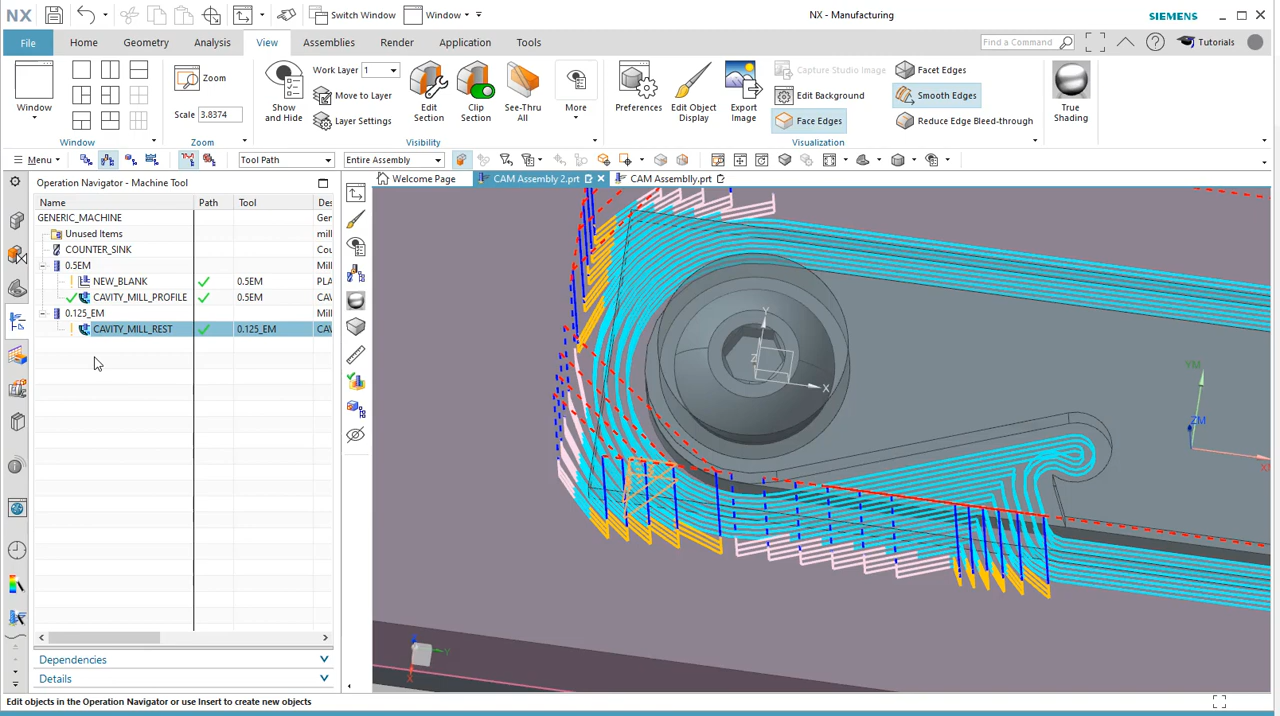 NX
Switch Window
Window
NX - Manufacturing
SIEMENS
File
Home
Geometry
Analysis
View
Assemblies
Render
Application
Tools
Find a Command
Tutorials
Window
Zoom
Scale 3.8374
Show and Hide
Work Layer 1
Move to Layer
Layer Settings
Edit Section
Clip Section
See-Thru All
More
Preferences
Edit Object Display
Export Image
Capture Studio Image
Edit Background
Face Edges
Facet Edges
Smooth Edges
Reduce Edge Bleed-through
True Shading
Window
Zoom
Visibility
Visualization
Menu
Tool Path
Entire Assembly
Operation Navigator - Machine Tool
Welcome Page
CAM Assembly 2.prt
CAM Assemblly.prt
Name Path Tool Des
GENERIC_MACHINE Gen
Unused Items mill
COUNTER_SINK Cou
0.5EM Mill
NEW_BLANK 0.5EM PLA
CAVITY_MILL_PROFILE 0.5EM CAV
0.125_EM Mill
CAVITY_MILL_REST 0.125_EM CAV
Y
Z
X
YM
ZM
XM
Y
X
Dependencies
Details
Edit objects in the Operation Navigator or use Insert to create new objects